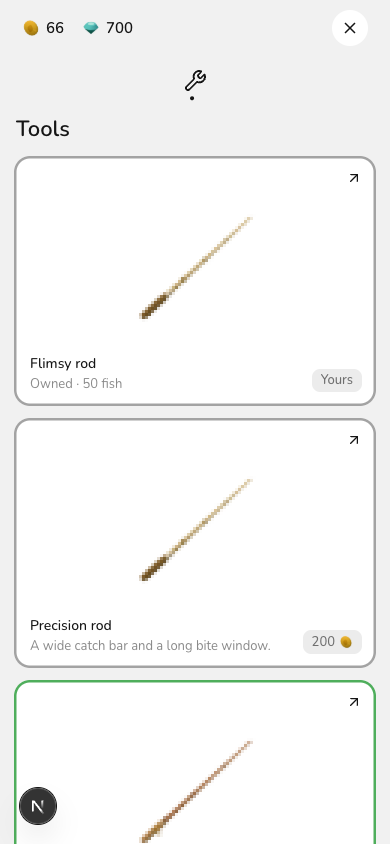 66 700
Tools
Flimsy rod
Owned · 50 fish
Yours
Precision rod
A wide catch bar and a long bite window.
200
N